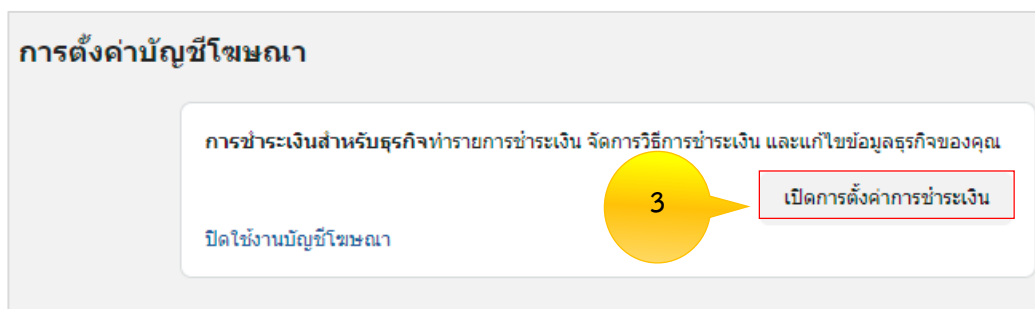 การตั้งค่าบัญชีโฆษณา
การชำระเงินสำหรับธุรกิจทำรายการชำระเงิน จัดการวิธีการชำระเงิน และแก้ไขข้อมูลธุรกิจของคุณ
3
เปิดการตั้งค่าการชำระเงิน
ปิดใช้งานบัญชีโฆษณา